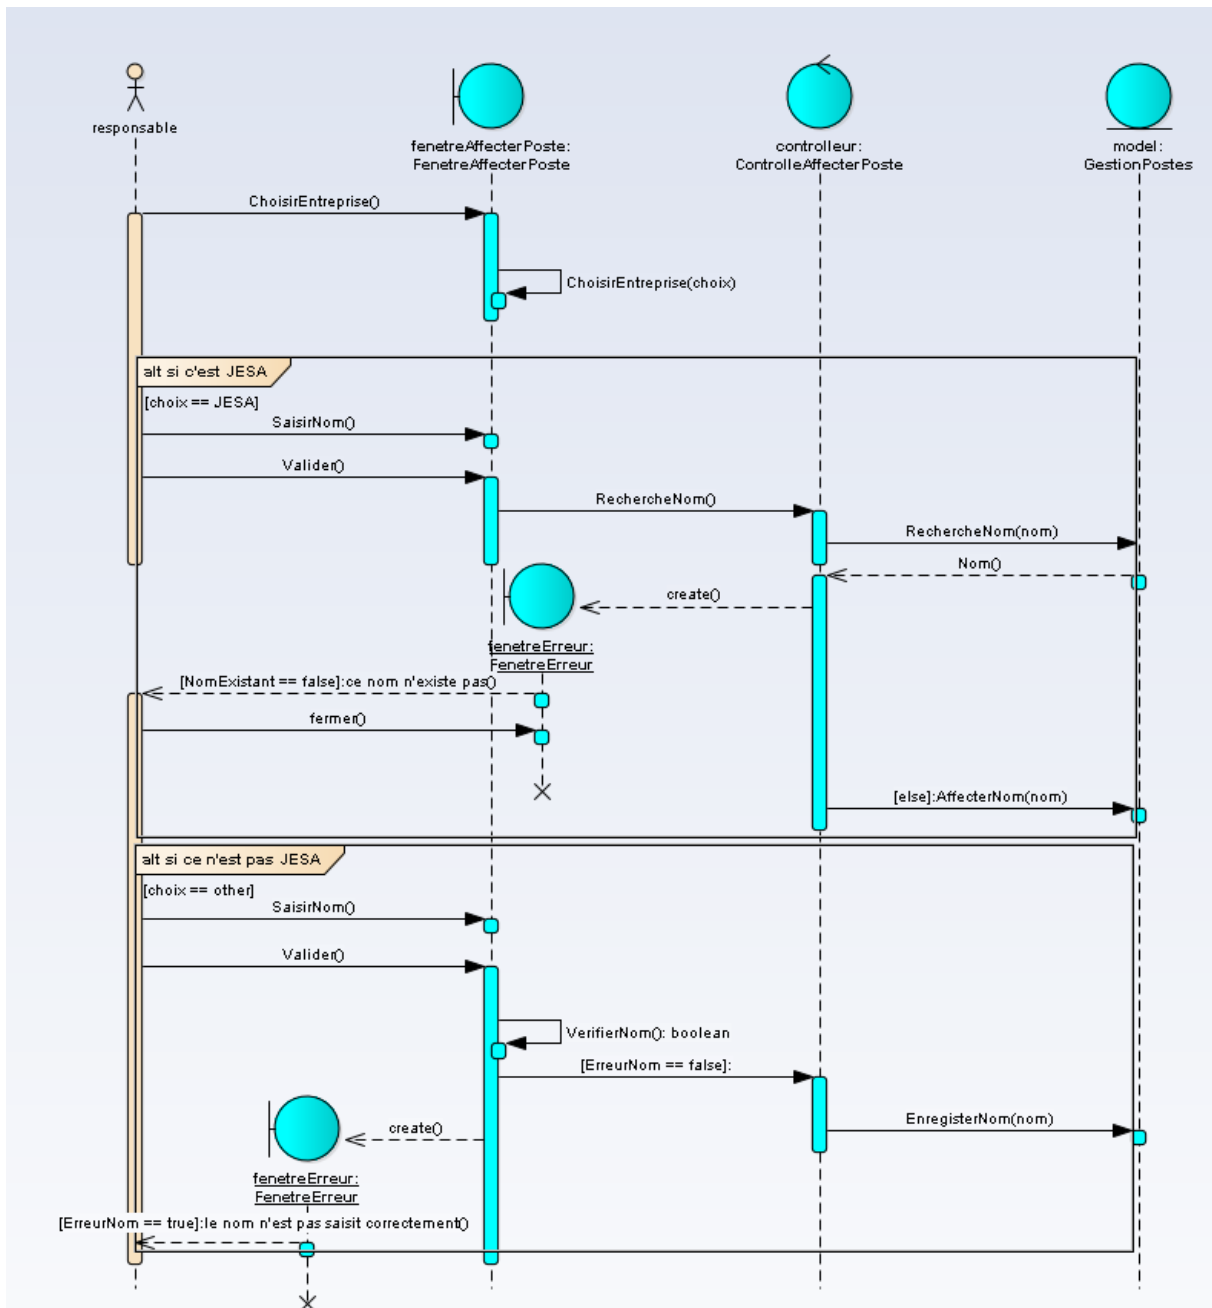 responsable
fenetreAffecterPoste:
FenetreAffecterPoste
controlleur:
ControlleAffecterPoste
model:
GestionPostes
ChoisirEntreprise()
ChoisirEntreprise(choix)
alt si c'est JESA
[choix == JESA]
SaisirNom()
Valider()
RechercheNom()
RechercheNom(nom)
Nom()
create()
fenetreErreur:
FenetreErreur
[NomExistant == false]:ce nom n'existe pas()
fermer()
[else]:AffecterNom(nom)
alt si ce n'est pas JESA
[choix == other]
SaisirNom()
Valider()
VerifierNom(): boolean
[ErreurNom == false]:
EnregisterNom(nom)
create()
fenetreErreur:
FenetreErreur
[ErreurNom == true]:le nom n'est pas saisit correctement()